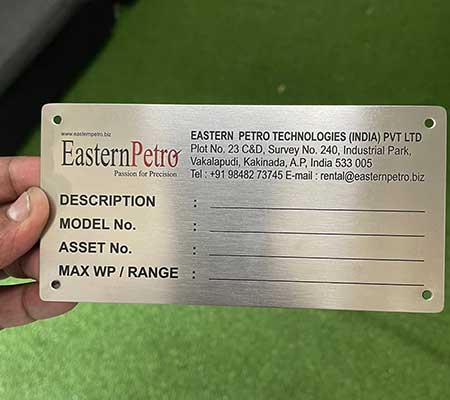 www.easternpetro.biz
EasternPetro
Passion for Precision
EASTERN PETRO TECHNOLOGIES (INDIA) PVT LTD
Plot No. 23 C&D, Survey No. 240, Industrial Park,
Vakalapudi, Kakinada, A.P, India 533 005
Tel : +91 98482 73745 E-mail : rental@easternpetro.biz
DESCRIPTION :
MODEL No. :
ASSET No. :
MAX WP / RANGE :